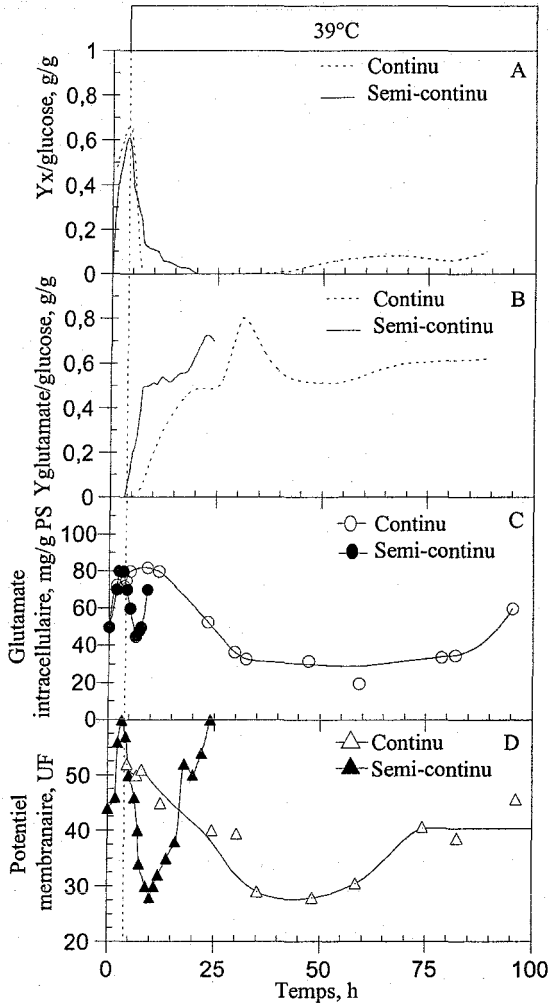 39°C
1
0,8
0,6
0,4
0,2
0
Yx/glucose, g/g
Continu
Semi-continu
A
0,8
0,6
0,4
0,2
0
Y glutamate/glucose, g/g
Continu
Semi-continu
B
100
80
60
40
20
0
Glutamate
intracellulaire, mg/g PS
Continu
Semi-continu
C
50
40
30
20
Potentiel
membranaire, UF
Continu
Semi-continu
D
0
25
50
75
100
Temps, h